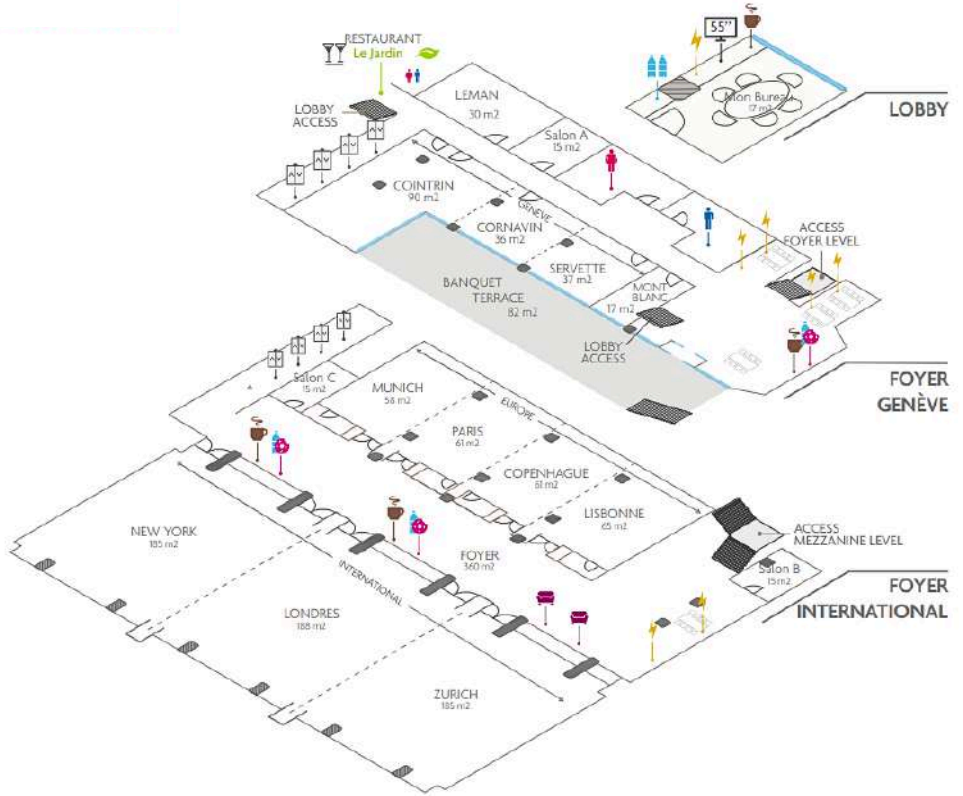 RESTAURANT
Le Jardin
55"
LEMAN
30 m2
Mon Bureau
17 m2
LOBBY
LOBBY
ACCESS
Salon A
15 m2
COINTRIN
90 m2
GENÈVE
CORNAVIN
36 m2
ACCESS
FOYER LEVEL
SERVETTE
37 m2
BANQUET
TERRACE
82 m2
MONT
BLANC
17 m2
LOBBY
ACCESS
FOYER
GENÈVE
Salon C
15 m2
MUNICH
58 m2
EUROPE
PARIS
61 m2
COPENHAGUE
61 m2
LISBONNE
65 m2
NEW YORK
185 m2
ACCESS
MEZZANINE LEVEL
FOYER
360 m2
Salon B
15 m2
INTERNATIONAL
FOYER
INTERNATIONAL
LONDRES
188 m2
ZURICH
185 m2